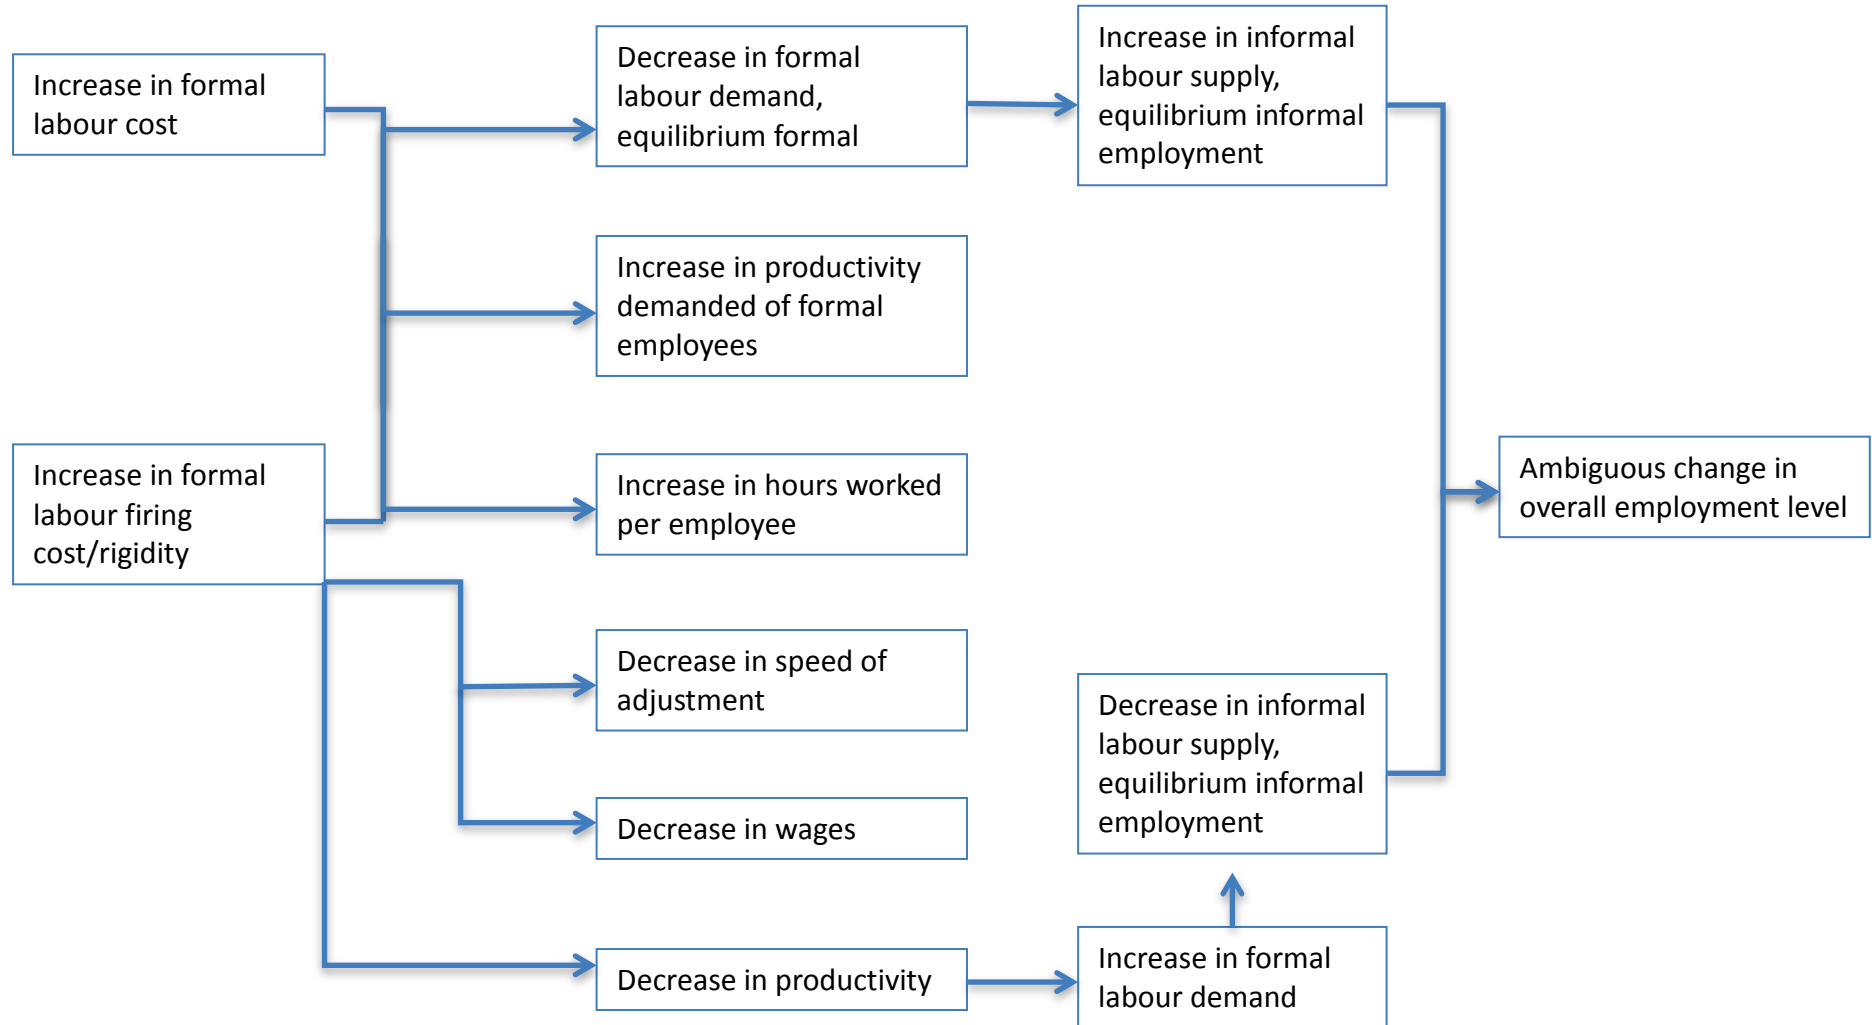 Increase in formal
labour cost
Decrease in formal
labour demand,
equilibrium formal
Increase in informal
labour supply,
equilibrium informal
employment
Increase in productivity
demanded of formal
employees
Increase in formal
labour firing
cost/rigidity
Increase in hours worked
per employee
Ambiguous change in
overall employment level
Decrease in speed of
adjustment
Decrease in informal
labour supply,
equilibrium informal
employment
Decrease in wages
Decrease in productivity
Increase in formal
labour demand